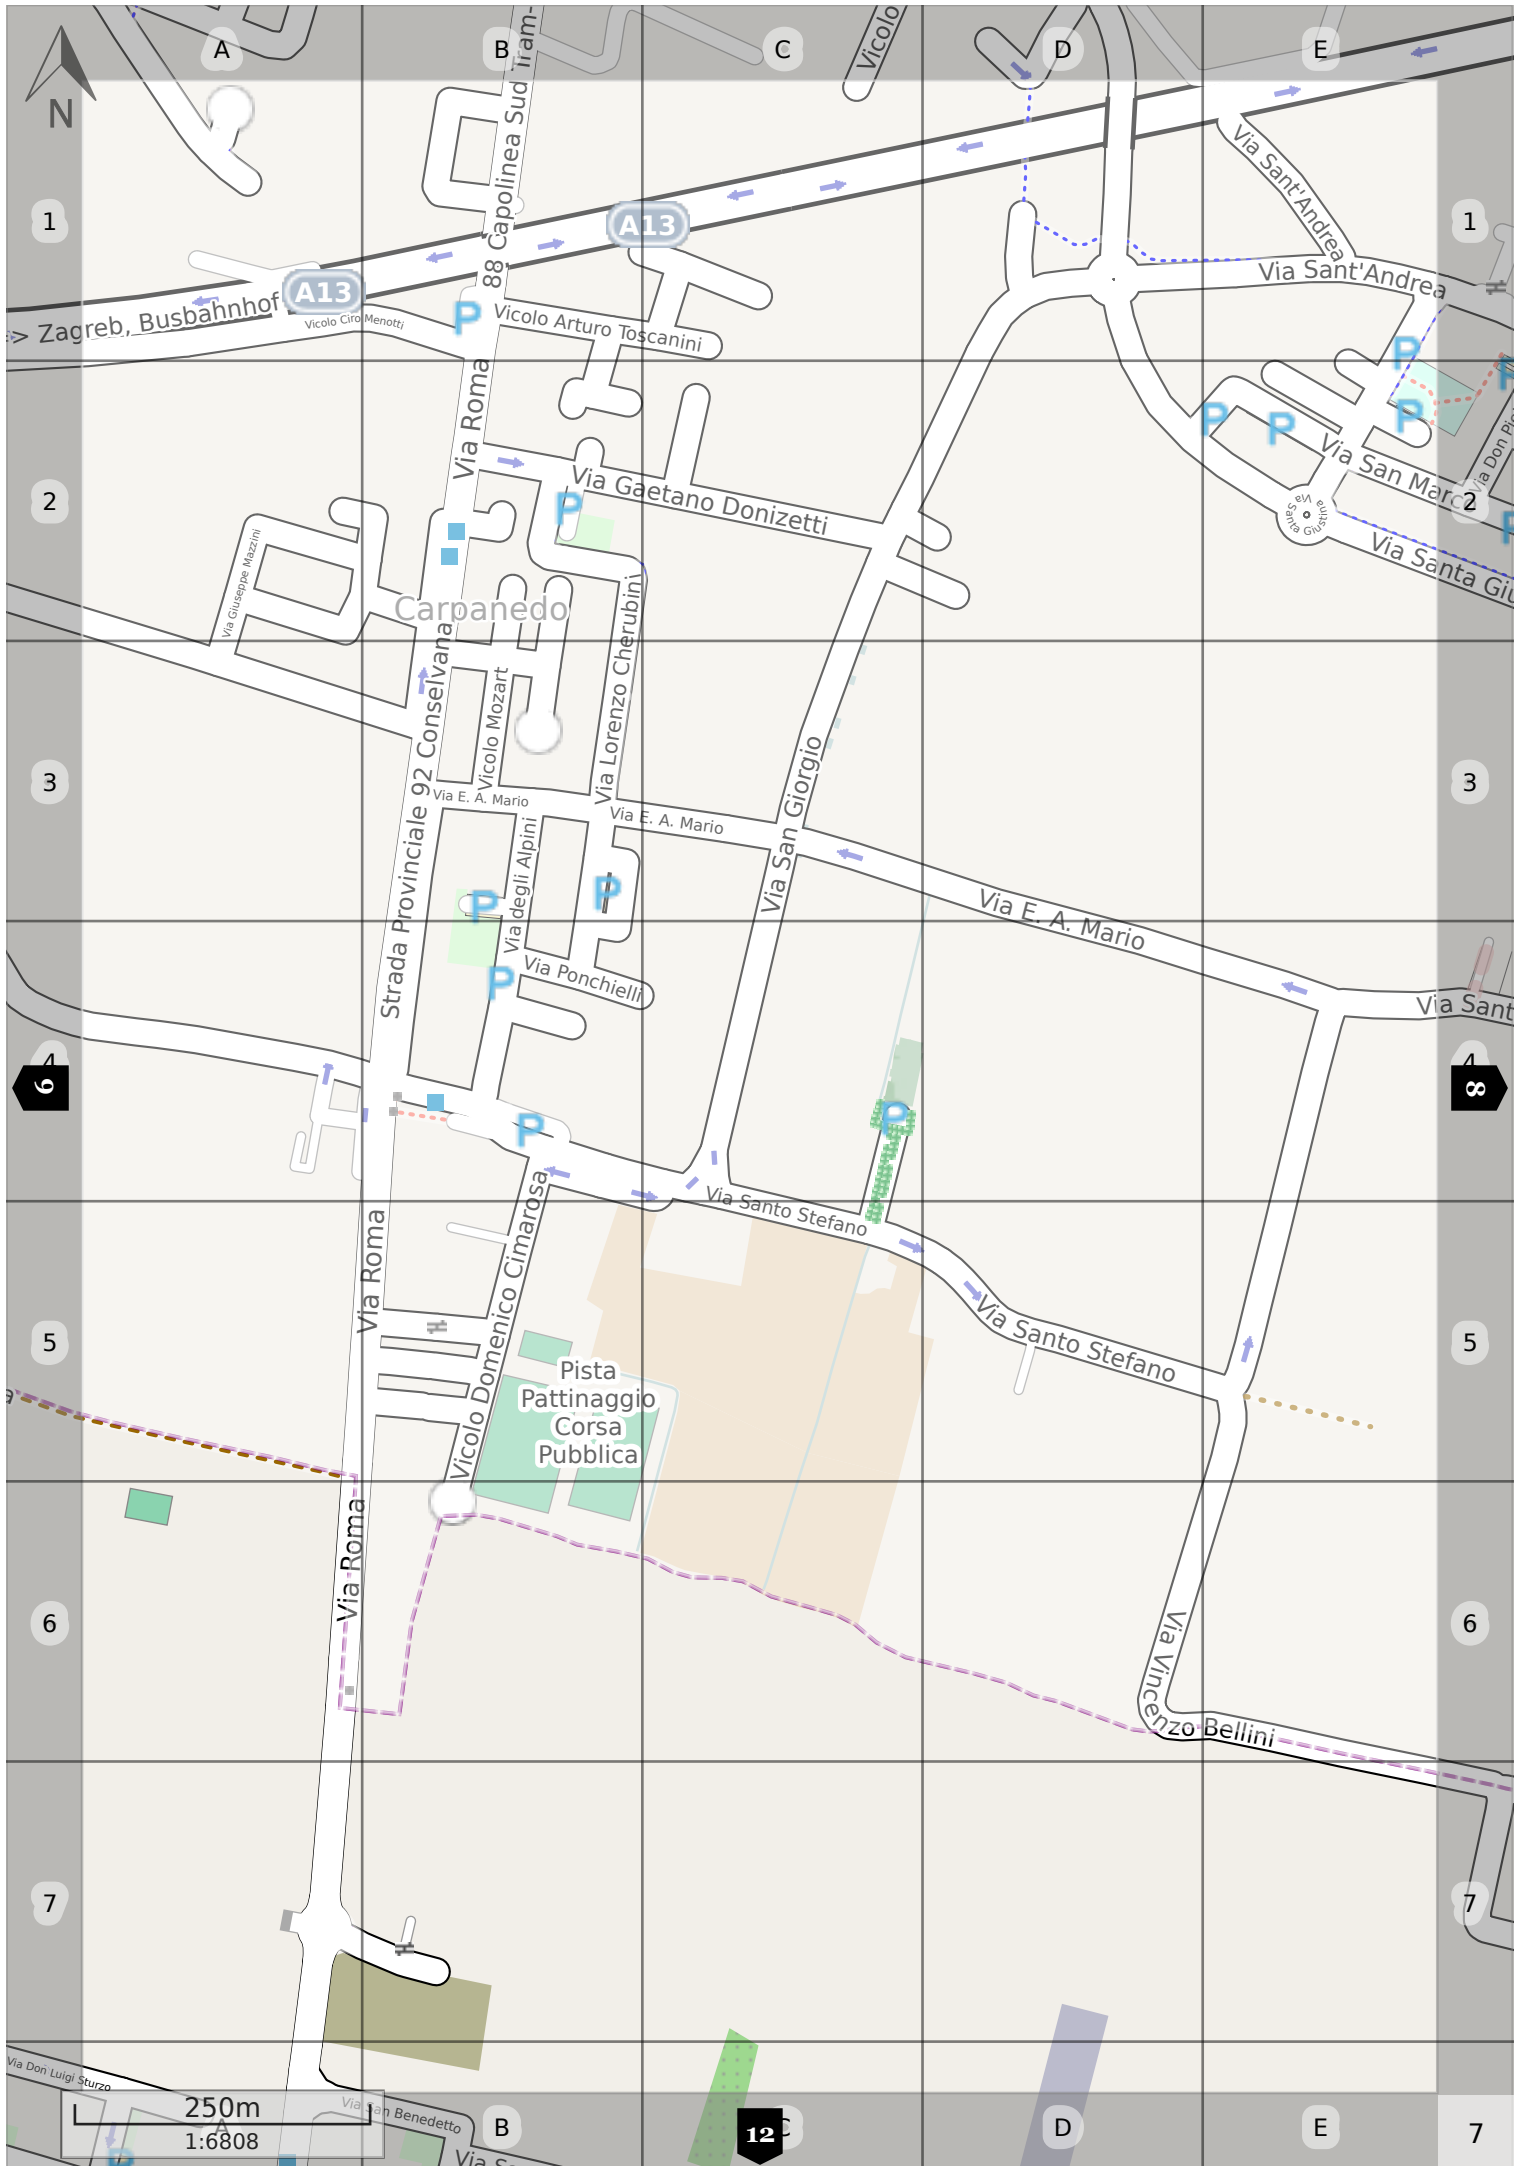 A
B
C
D
E
N
Vicolo
88 Capolinea Sud Tram-
Via Sant'Andrea
1
A13
1
A13
Via Sant'Andrea
> Zagreb, Busbahnhof
Vicolo Ciro Menotti
P
Vicolo Arturo Toscanini
P
P
Via Roma
P
P
P
Via San Marco
Via Don Pio
2
Via Gaetano Donizetti
2
P
Via Santa Giustina
P
Via Santa Giu
Via Giuseppe Mazzini
Carpanedo
Via Lorenzo Cherubini
Strada Provinciale 92 Conselvana
Vicolo Mozart
3
Via San Giorgio
3
Via E. A. Mario
Via E. A. Mario
Via degli Alpini
P
P
Via E. A. Mario
Via Ponchielli
P
Via Sant
4
4
9
8
P
P
Via Santo Stefano
Via Roma
Vicolo Domenico Cimarosa
5
Via Santo Stefano
5
a
Pista
Pattinaggio
Corsa
Pubblica
Via Roma
6
6
Via Vincenzo Bellini
7
7
Via Don Luigi Sturzo
250m
1:6808
Via San Benedetto
A
B
C
D
E
12
7
P
Via S